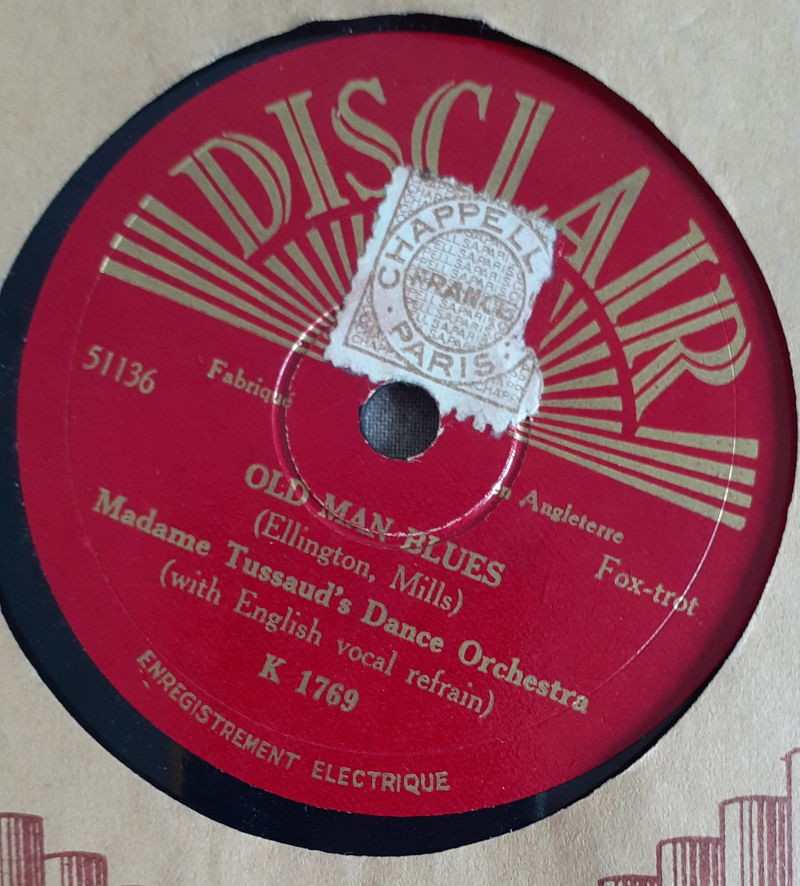 DISCLAIR
CHAPPELL
FRANCE
PARIS
51136
Fabriqué
en Angleterre
Fox-trot
OLD MAN BLUES
(Ellington, Mills)
Madame Tussaud's Dance Orchestra
(with English vocal refrain)
K 1769
ENREGISTREMENT ELECTRIQUE